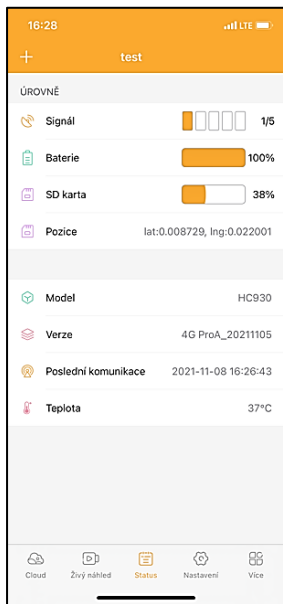 16:28 LTE
+ test
ÚROVNĚ
Signál 1/5
Baterie 100%
SD karta 38%
Pozice lat:0.008729, lng:0.022001
Model HC930
Verze 4G ProA_20211105
Poslední komunikace 2021-11-08 16:26:43
Teplota 37°C
Cloud Živý náhled Status Nastavení Více